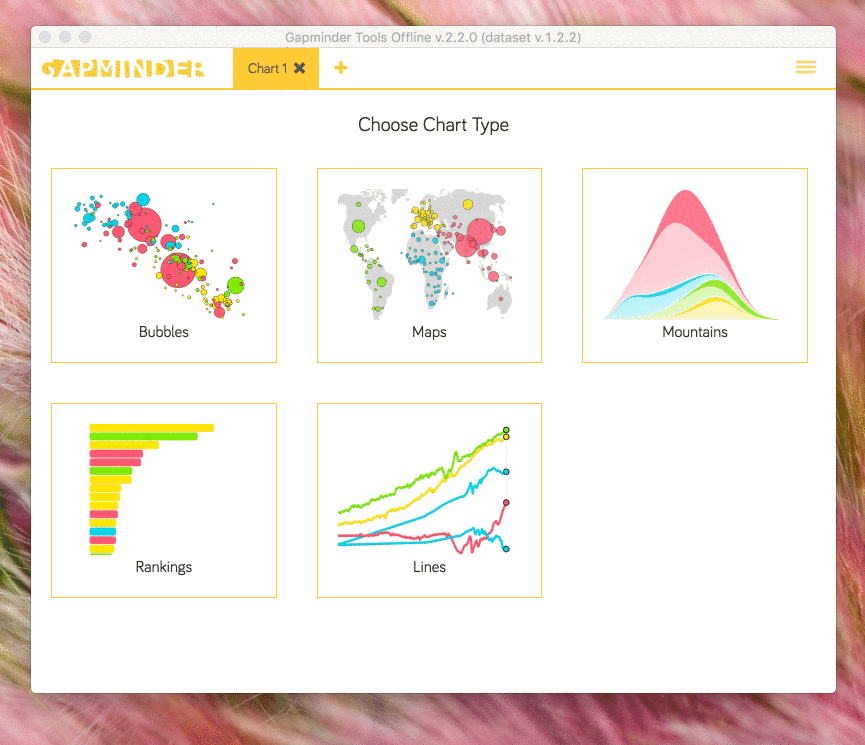 Gapminder Tools Offline v.2.2.0 (dataset v.1.2.2)
GAPMINDER
Chart 1
Choose Chart Type
Bubbles
Maps
Mountains
Rankings
Lines